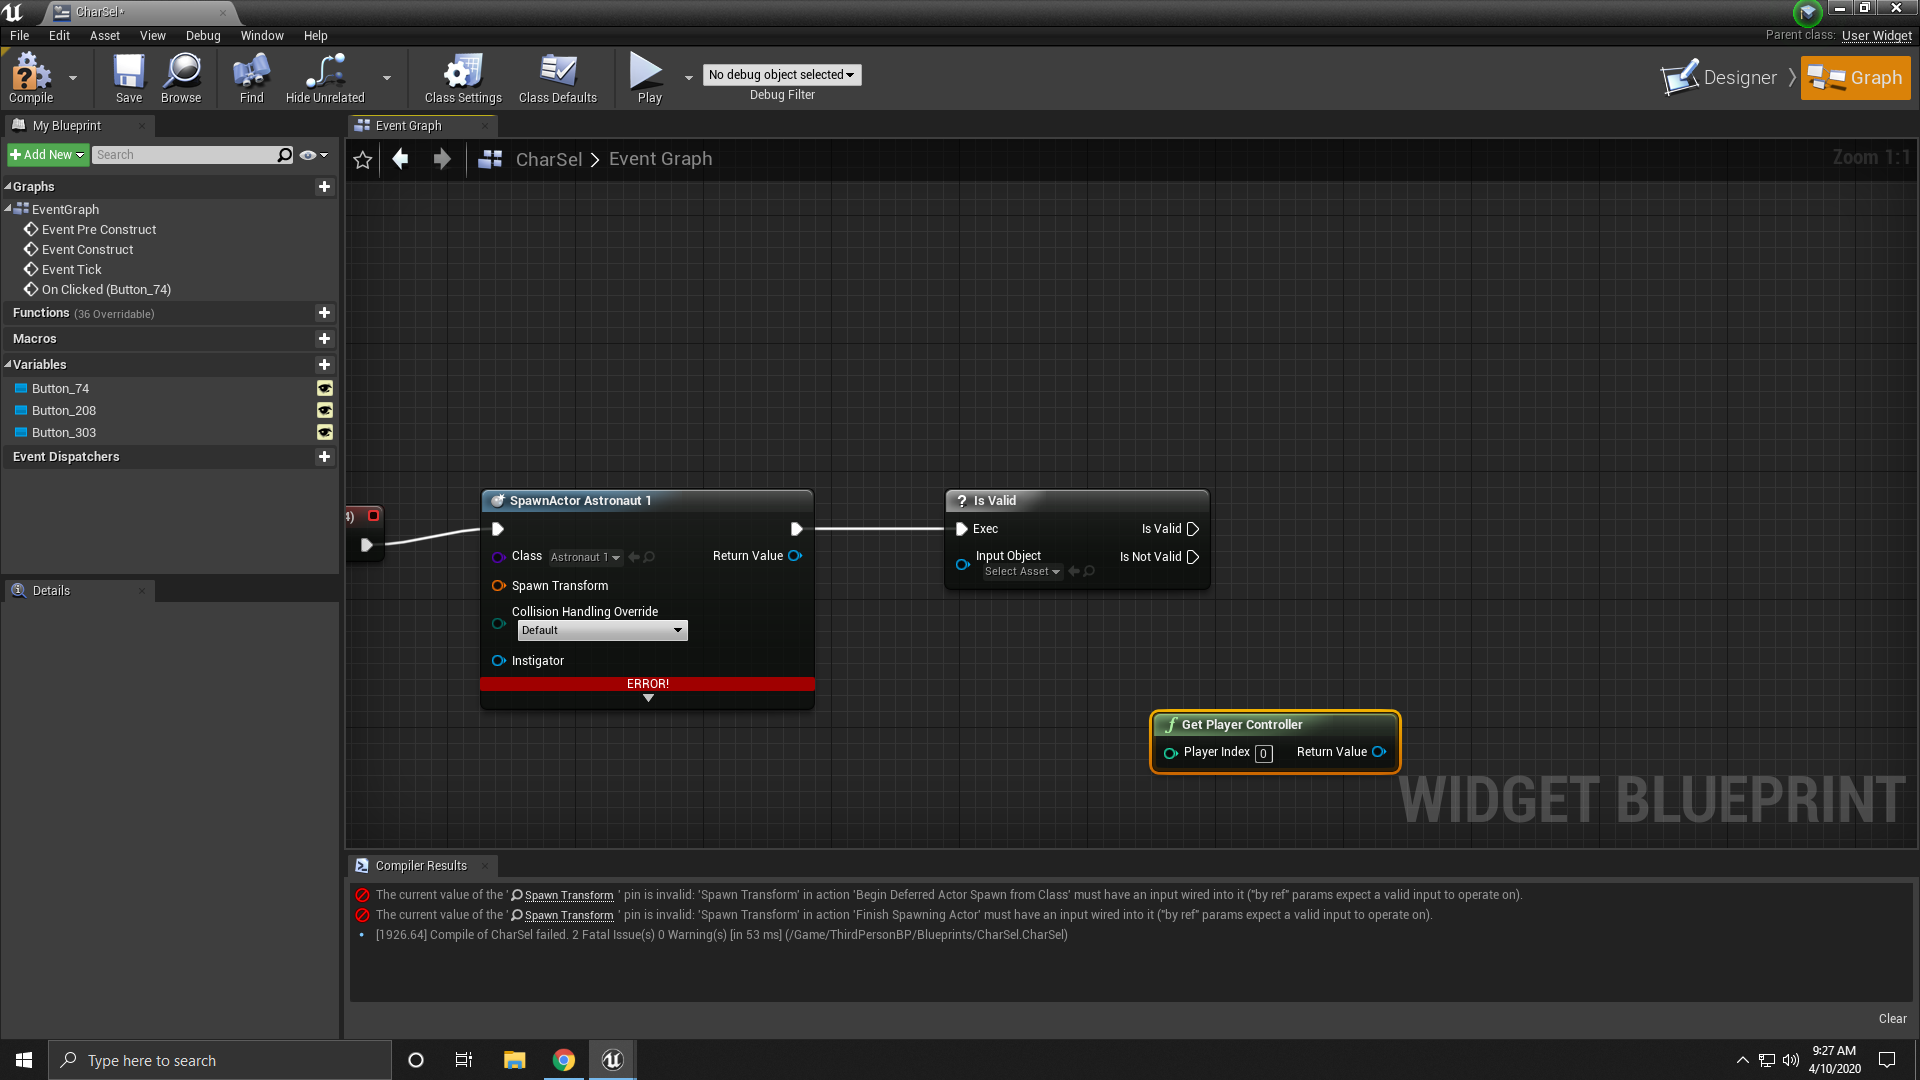 CharSel*
File Edit Asset View Debug Window Help
Parent class: User Widget
Compile
Save
Browse
Find
Hide Unrelated
Class Settings
Class Defaults
Play
No debug object selected
Debug Filter
Designer
Graph
My Blueprint
Event Graph
+ Add New
Search
CharSel > Event Graph
Zoom 1:1
Graphs
EventGraph
Event Pre Construct
Event Construct
Event Tick
On Clicked (Button_74)
Functions (36 Overridable)
Macros
Variables
Button_74
Button_208
Button_303
Event Dispatchers
Details
4)
SpawnActor Astronaut 1
Class Astronaut 1
Return Value
Spawn Transform
Collision Handling Override
Default
Instigator
ERROR!
? Is Valid
Exec
Is Valid
Input Object
Is Not Valid
Select Asset
f Get Player Controller
Player Index 0 Return Value
WIDGET BLUEPRINT
Compiler Results
The current value of the ' Spawn Transform ' pin is invalid: 'Spawn Transform' in action 'Begin Deferred Actor Spawn from Class' must have an input wired into it ("by ref" params expect a valid input to operate on).
The current value of the ' Spawn Transform ' pin is invalid: 'Spawn Transform' in action 'Finish Spawning Actor' must have an input wired into it ("by ref" params expect a valid input to operate on).
• [1926.64] Compile of CharSel failed. 2 Fatal Issue(s) 0 Warning(s) [in 53 ms] (/Game/ThirdPersonBP/Blueprints/CharSel.CharSel)
Clear
Type here to search
9:27 AM
4/10/2020